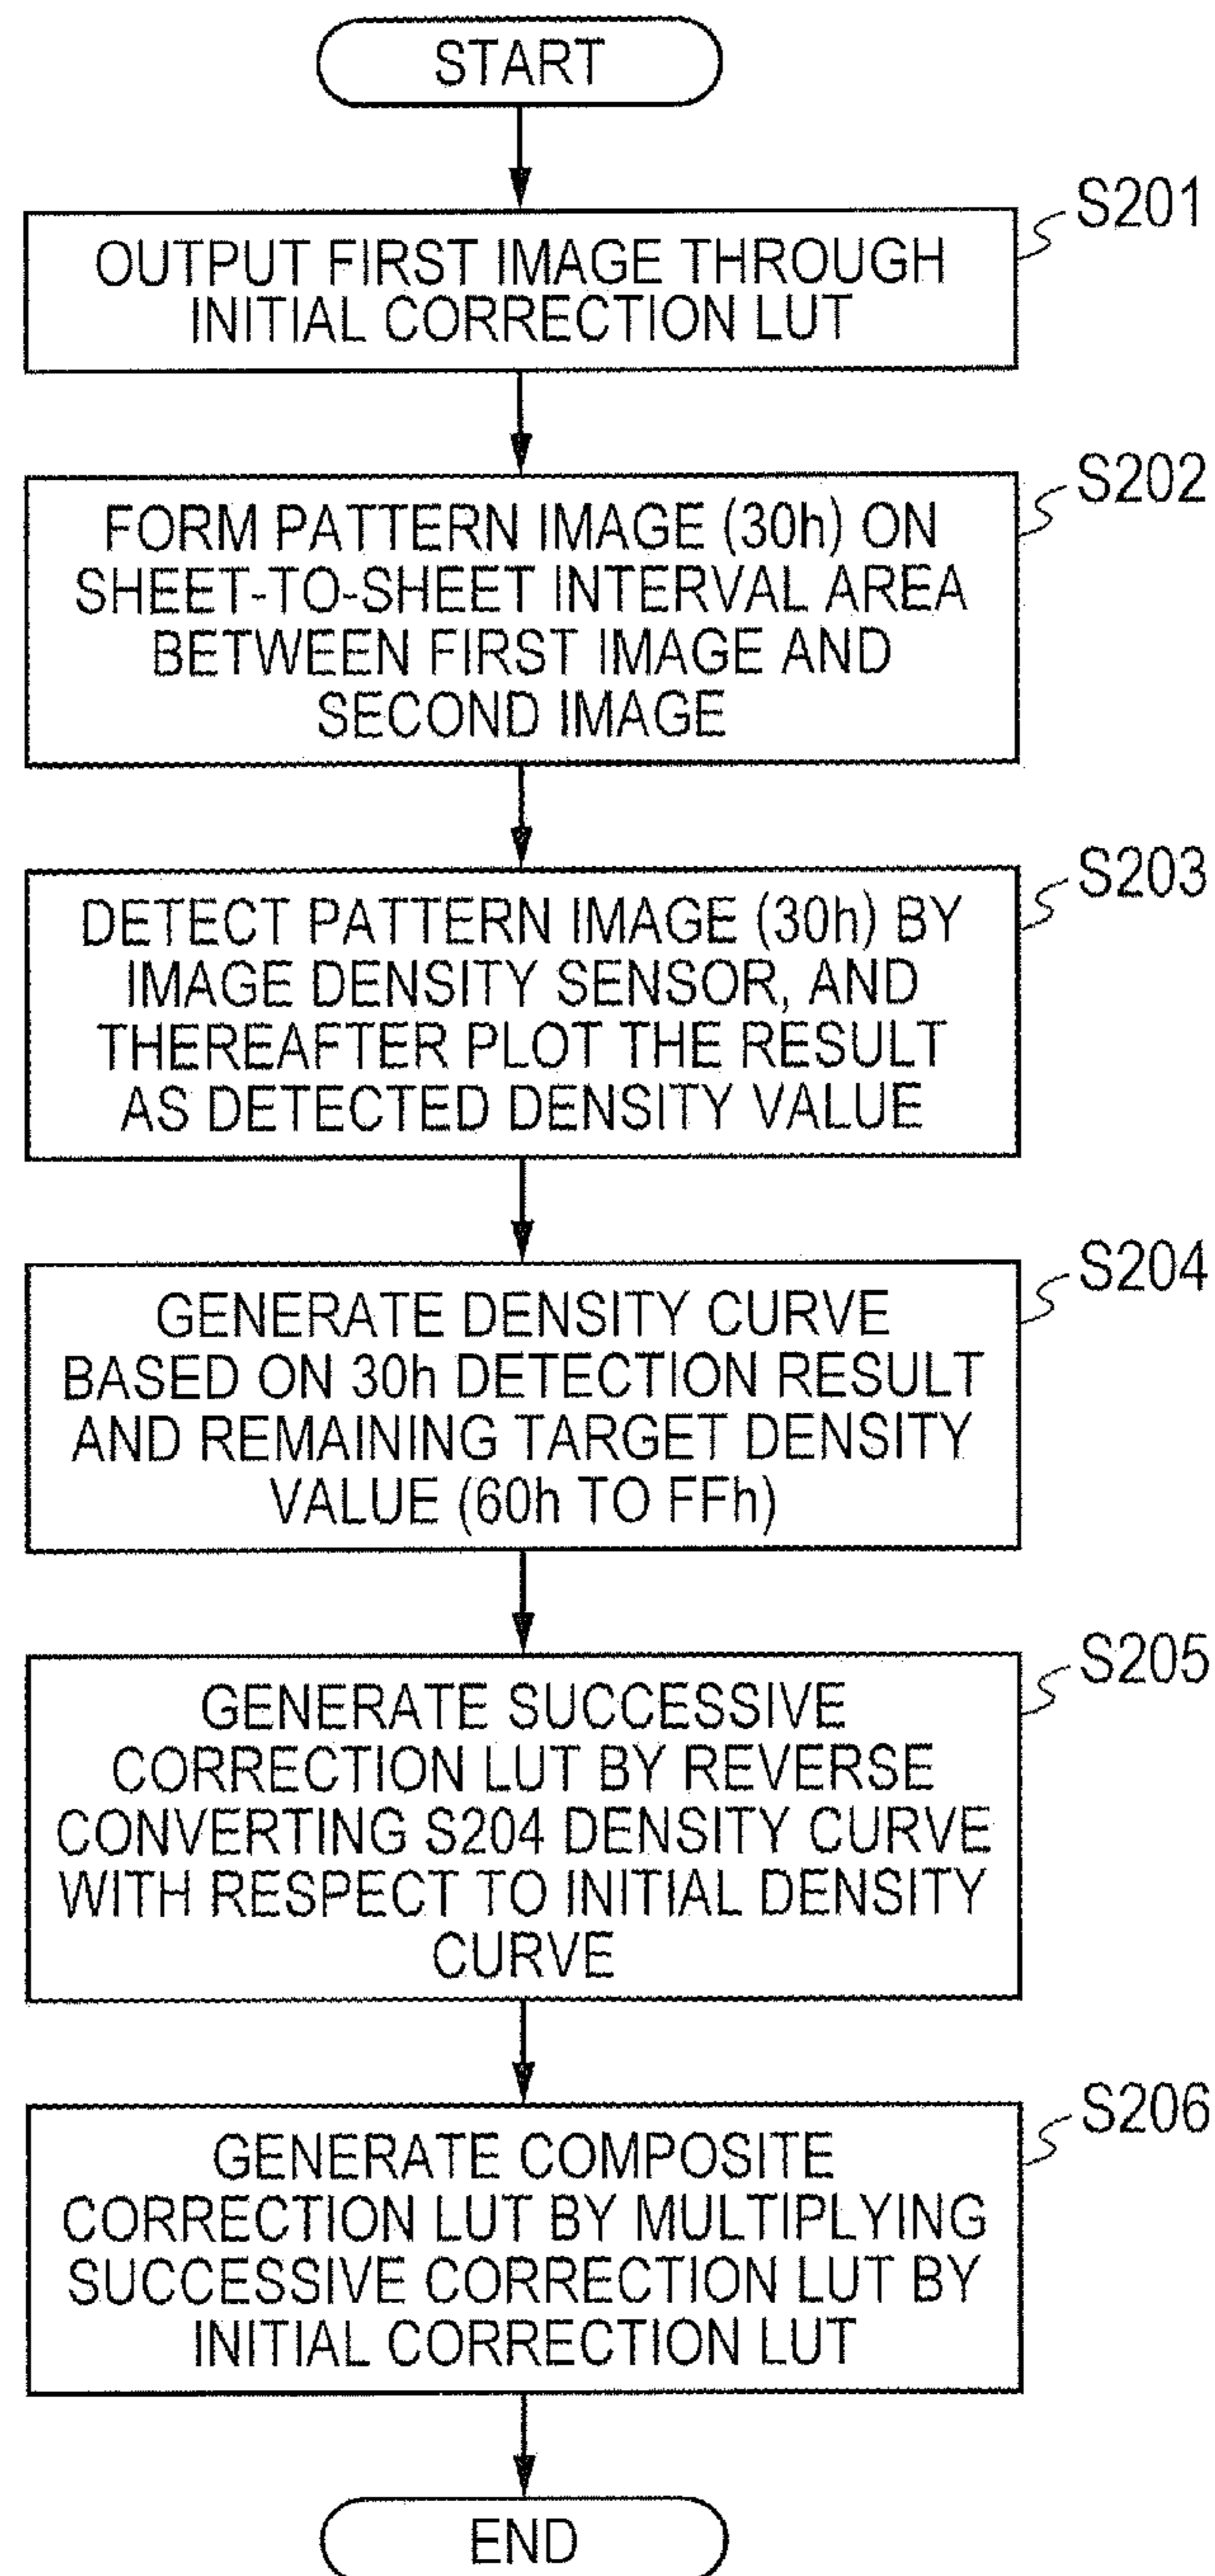 START
S201
OUTPUT FIRST IMAGE THROUGH
INITIAL CORRECTION LUT
S202
FORM PATTERN IMAGE (30h) ON
SHEET-TO-SHEET INTERVAL AREA
BETWEEN FIRST IMAGE AND
SECOND IMAGE
S203
DETECT PATTERN IMAGE (30h) BY
IMAGE DENSITY SENSOR, AND
THEREAFTER PLOT THE RESULT
AS DETECTED DENSITY VALUE
S204
GENERATE DENSITY CURVE
BASED ON 30h DETECTION RESULT
AND REMAINING TARGET DENSITY
VALUE (60h TO FFh)
S205
GENERATE SUCCESSIVE
CORRECTION LUT BY REVERSE
CONVERTING S204 DENSITY CURVE
WITH RESPECT TO INITIAL DENSITY
CURVE
S206
GENERATE COMPOSITE
CORRECTION LUT BY MULTIPLYING
SUCCESSIVE CORRECTION LUT BY
INITIAL CORRECTION LUT
END